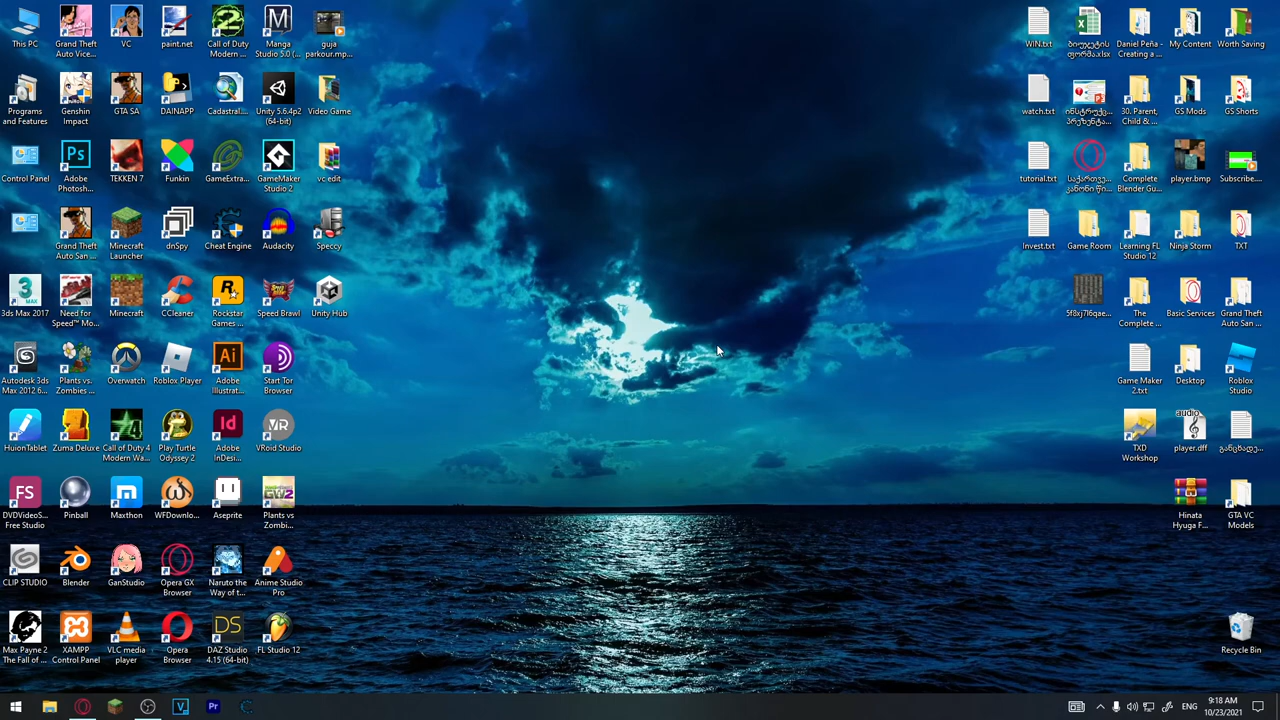 This PC
Grand Theft
Auto Vice...
VC
paint.net
Call of Duty
Modern ...
Manga
Studio 5.0 (...
guja
parkour.mp...
Programs
and Features
Genshin
Impact
GTA SA
DAINAPP
Cadastral....
Unity 5.6.4p2
(64-bit)
Video Game
Control Panel
Adobe
Photosh...
TEKKEN 7
Funkin
GameExtra...
GameMaker
Studio 2
vc edit
Grand Theft
Auto San ...
Minecraft
Launcher
dnSpy
Cheat Engine
Audacity
Speccy
3ds Max 2017
Need for
Speed™ Mo...
Minecraft
CCleaner
Rockstar
Games ...
Speed Brawl
Unity Hub
Autodesk 3ds
Max 2012 6...
Plants vs.
Zombies ...
Overwatch
Roblox Player
Adobe
Illustrat...
Start Tor
Browser
HuionTablet
Zuma Deluxe
Call of Duty 4
Modern Wa...
Play Turtle
Odyssey 2
Adobe
InDesi...
VRoid Studio
DVDVideoS...
Free Studio
Pinball
Maxthon
WFDownlo...
Aseprite
Plants vs
Zombi...
CLIP STUDIO
Blender
GanStudio
Opera GX
Browser
Naruto the
Way of t...
Anime Studio
Pro
Max Payne 2
The Fall of ...
XAMPP
Control Panel
VLC media
player
Opera
Browser
DAZ Studio
4.15 (64-bit)
FL Studio 12
WIN.txt
ბიუჯეტის
ფორმა.xlsx
Daniel Peña -
Creating a ...
My Content
Worth Saving
watch.txt
ინსტრუქც...
პრეზენტა...
30. Parent,
Child & ...
GS Mods
GS Shorts
tutorial.txt
საქართვე...
კანონი წი...
Complete
Blender Gu...
player.bmp
Subscribe....
Invest.txt
Game Room
Learning FL
Studio 12
Ninja Storm
TXT
5f8xj7l6qae...
The
Complete ...
Basic Services
Grand Theft
Auto San ...
Game Maker
2.txt
Desktop
Roblox
Studio
TXD
Workshop
audio
player.dff
განცხადე...
Hinata
Hyuga F...
GTA VC
Models
Recycle Bin
ENG
9:18 AM
10/23/2021